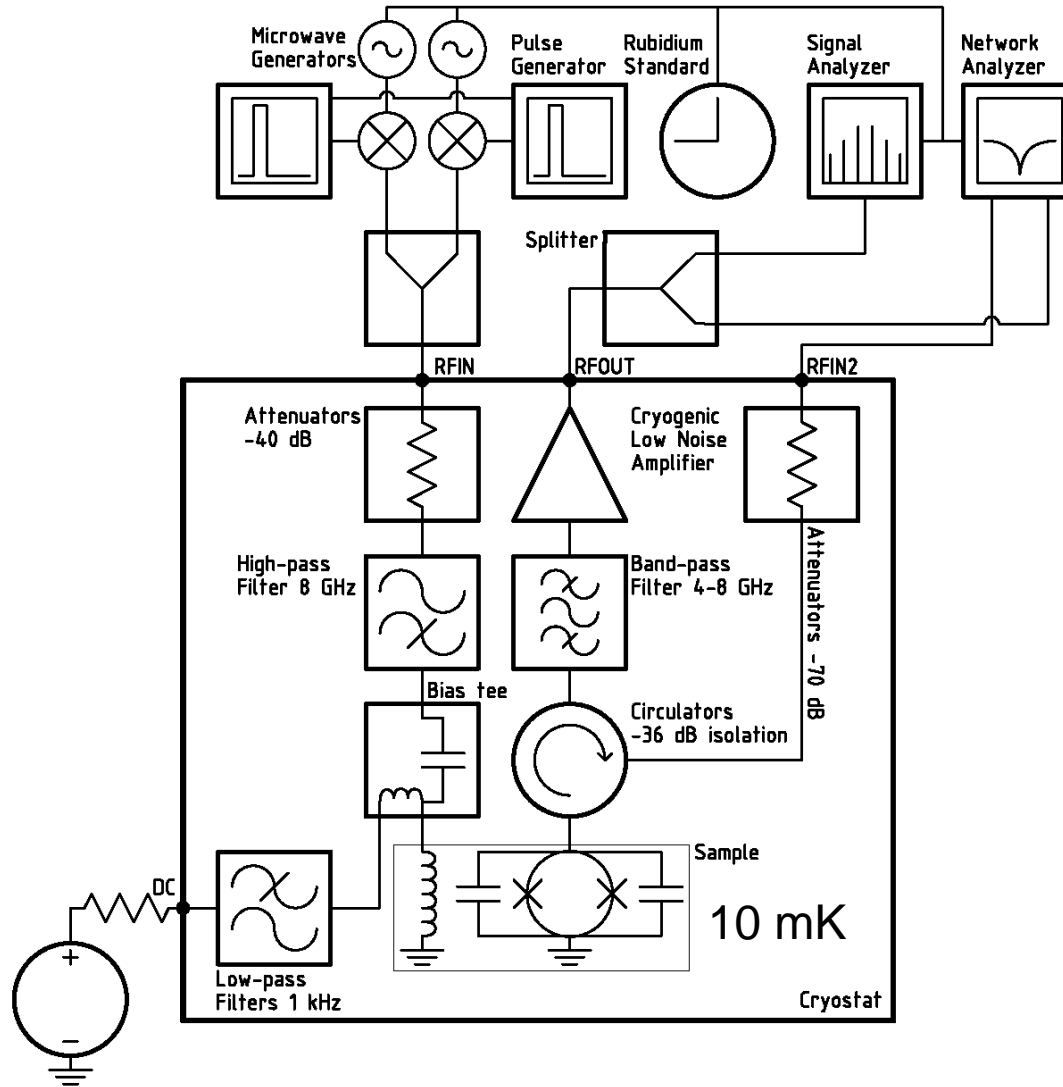 Microwave
Generators
Pulse
Generator
Rubidium
Standard
Signal
Analyzer
Network
Analyzer
Splitter
RFIN
RFOUT
RFIN2
Attenuators
-40 dB
Cryogenic
Low Noise
Amplifier
High-pass
Filter 8 GHz
Band-pass
Filter 4-8 GHz
Attenuators -70 dB
Bias tee
Circulators
-36 dB isolation
Sample
DC
10 mK
Low-pass
Filters 1 kHz
Cryostat
+
-